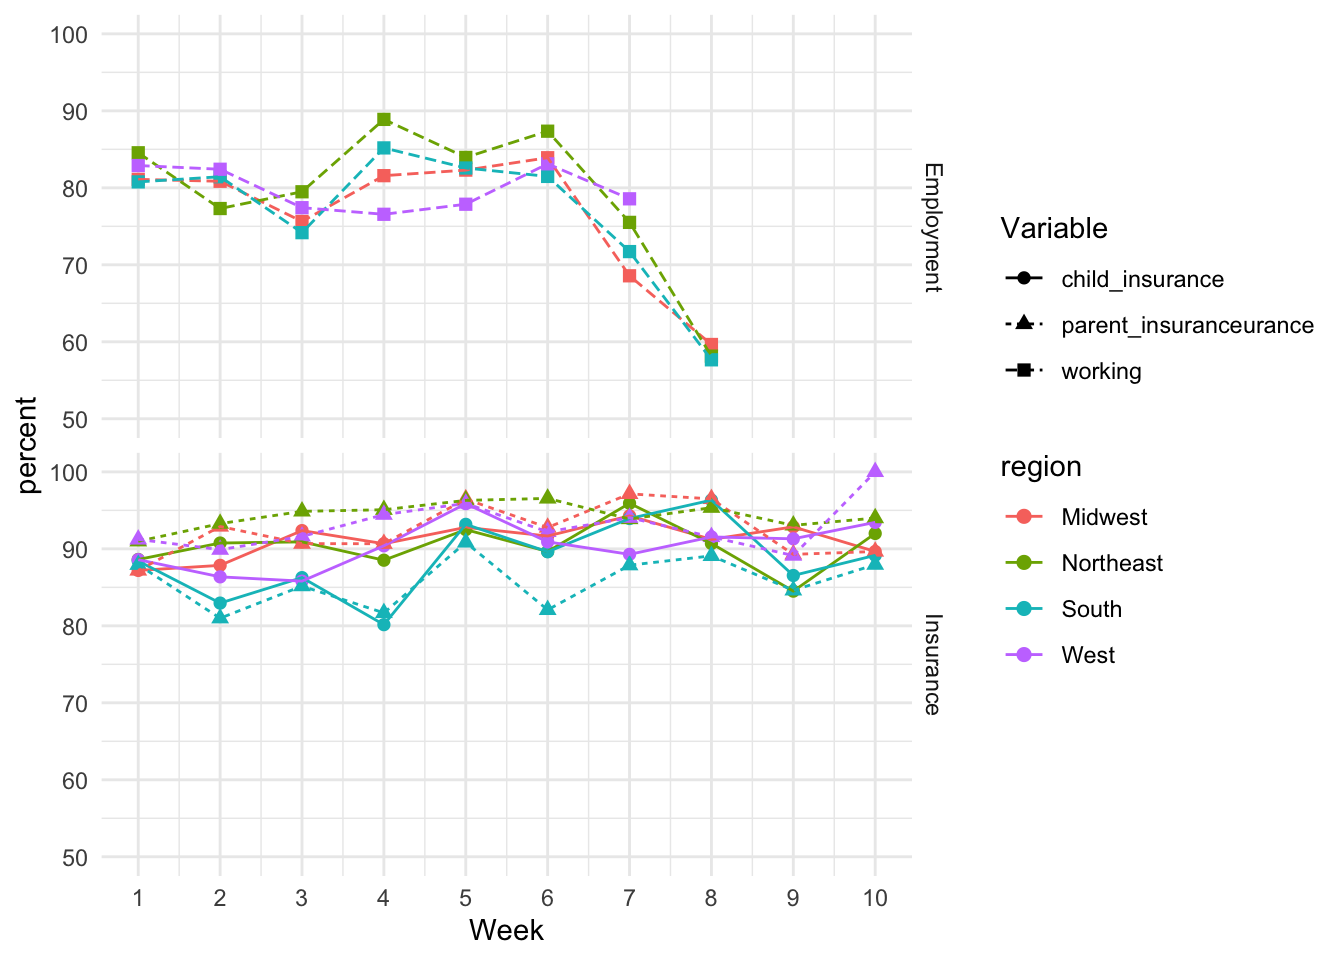 100
90
80
70
60
50
Employment
100
90
80
70
60
50
Insurance
percent
1 2 3 4 5 6 7 8 9 10
Week
Variable
child_insurance
parent_insuranceurance
working
region
Midwest
Northeast
South
West